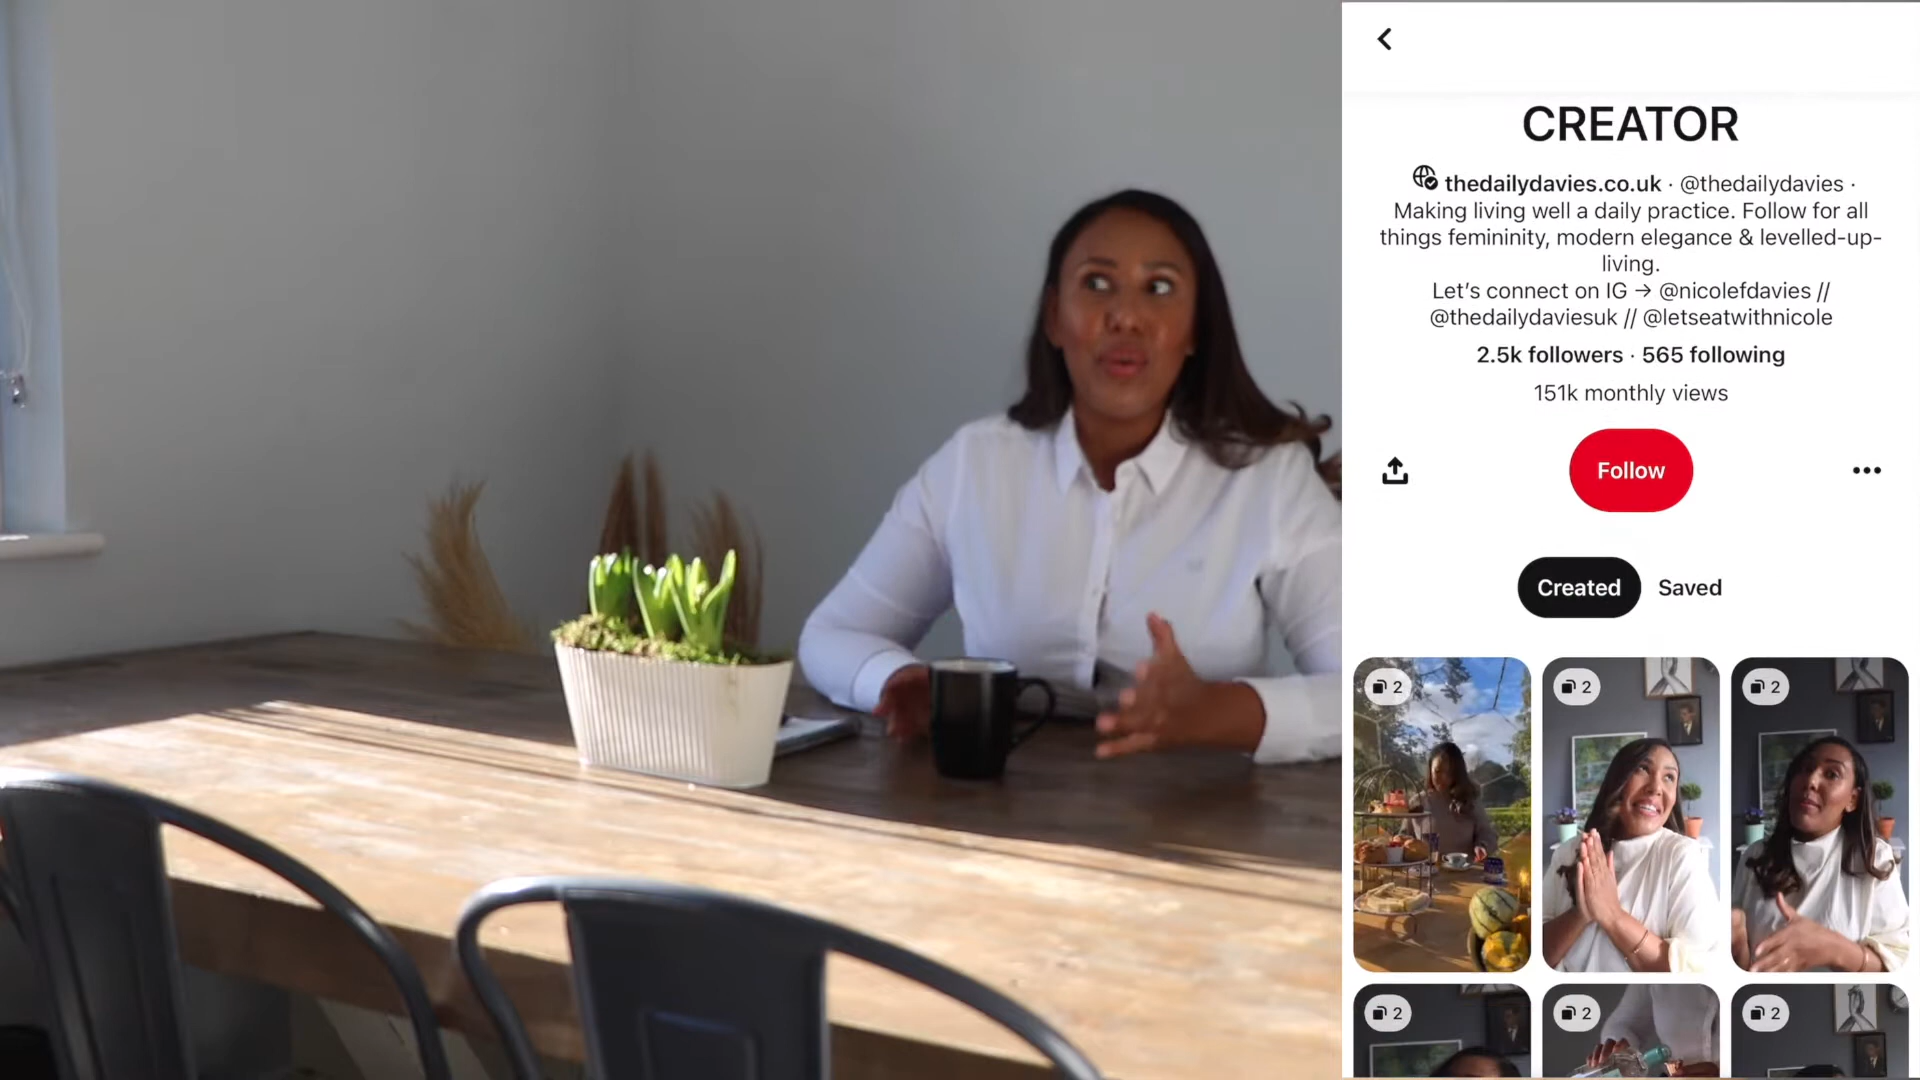 CREATOR
thedailydavies.co.uk · @thedailydavies ·
Making living well a daily practice. Follow for all
things femininity, modern elegance & levelled-up-
living.
Let's connect on IG → @nicolefdavies //
@thedailydaviesuk // @letseatwithnicole
2.5k followers · 565 following
151k monthly views
Follow
Created
Saved
2
2
2
2
2
2